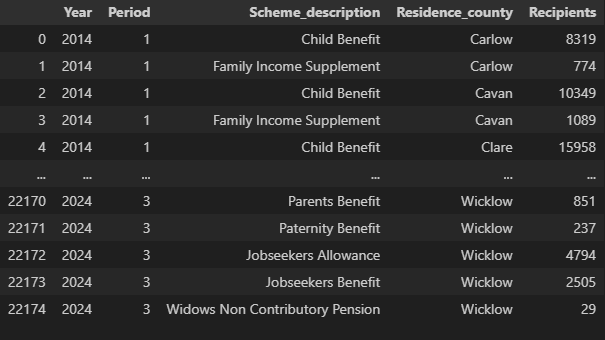 Year Period Scheme_description Residence_county Recipients
0 2014 1 Child Benefit Carlow 8319
1 2014 1 Family Income Supplement Carlow 774
2 2014 1 Child Benefit Cavan 10349
3 2014 1 Family Income Supplement Cavan 1089
4 2014 1 Child Benefit Clare 15958
... ... ... ... ... ...
22170 2024 3 Parents Benefit Wicklow 851
22171 2024 3 Paternity Benefit Wicklow 237
22172 2024 3 Jobseekers Allowance Wicklow 4794
22173 2024 3 Jobseekers Benefit Wicklow 2505
22174 2024 3 Widows Non Contributory Pension Wicklow 29